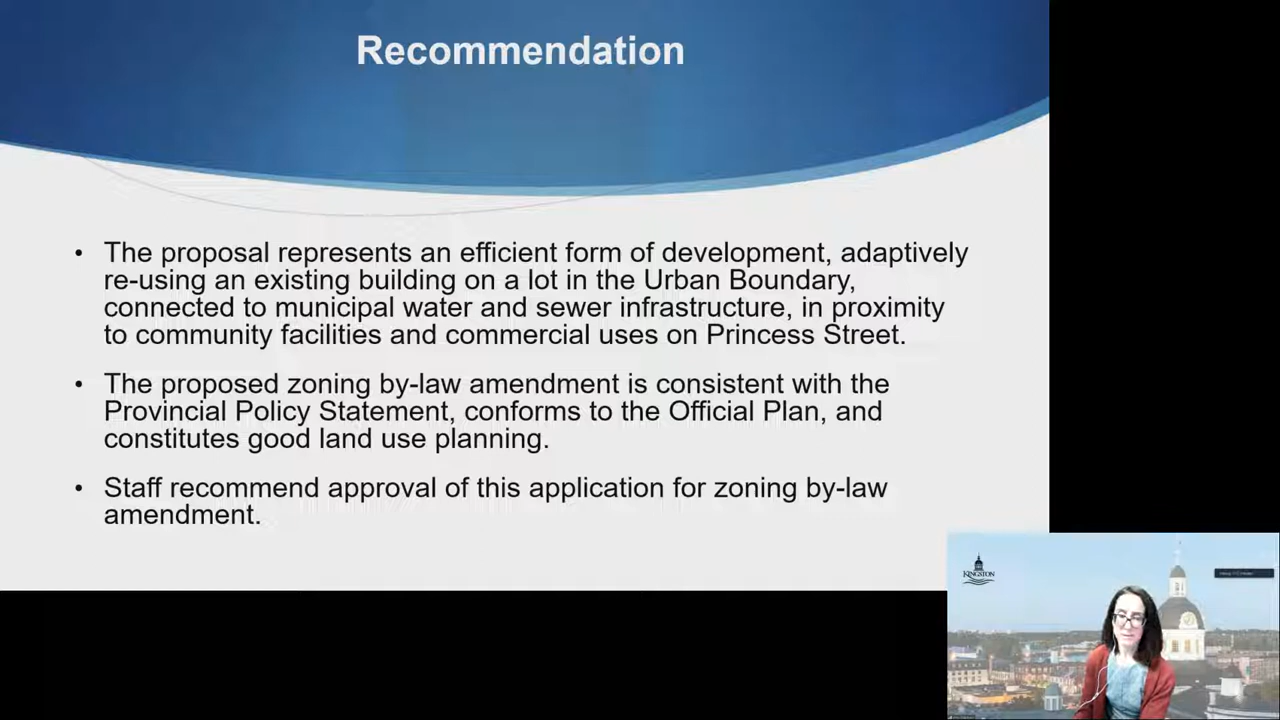 Recommendation
• The proposal represents an efficient form of development, adaptively
re-using an existing building on a lot in the Urban Boundary,
connected to municipal water and sewer infrastructure, in proximity
to community facilities and commercial uses on Princess Street.
• The proposed zoning by-law amendment is consistent with the
Provincial Policy Statement, conforms to the Official Plan, and
constitutes good land use planning.
• Staff recommend approval of this application for zoning by-law
amendment.
KINGSTON